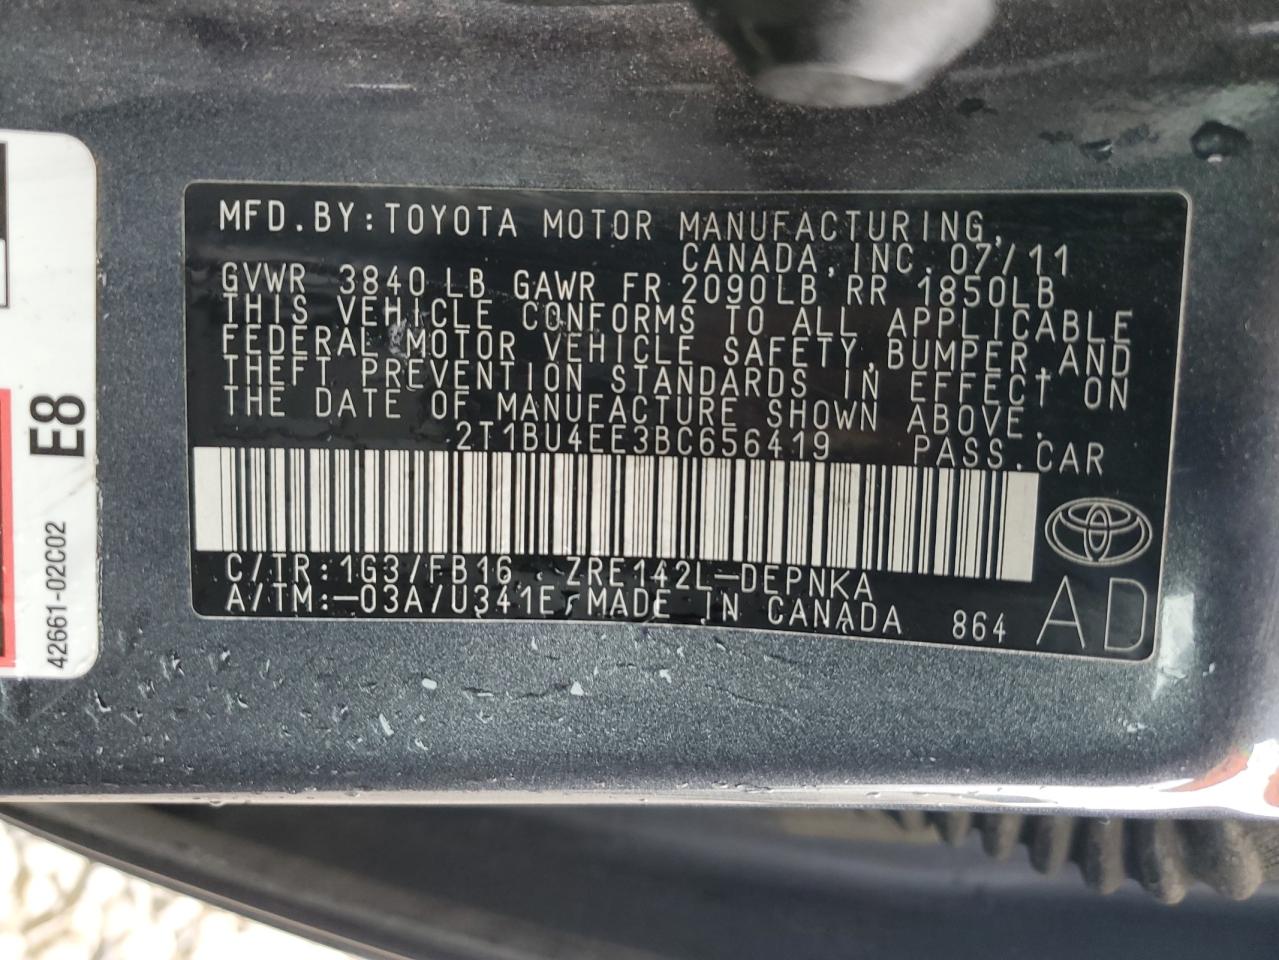 MFD.BY:TOYOTA MOTOR MANUFACTURING,
CANADA,INC. 07/11
GVWR 3840 LB GAWR FR 2090LB RR 1850LB
THIS VEHICLE CONFORMS TO ALL APPLICABLE
FEDERAL MOTOR VEHICLE SAFETY,BUMPER,AND
THEFT PREVENTION STANDARDS IN EFFECT ON
THE DATE OF MANUFACTURE SHOWN ABOVE.
2T1BU4EE3BC656419 PASS.CAR
C/TR:1G3/FB16 ZRE142L-DEPNKA
A/TM:-03A/U341E,MADE IN CANADA 864 AD
E8
42661-02C02